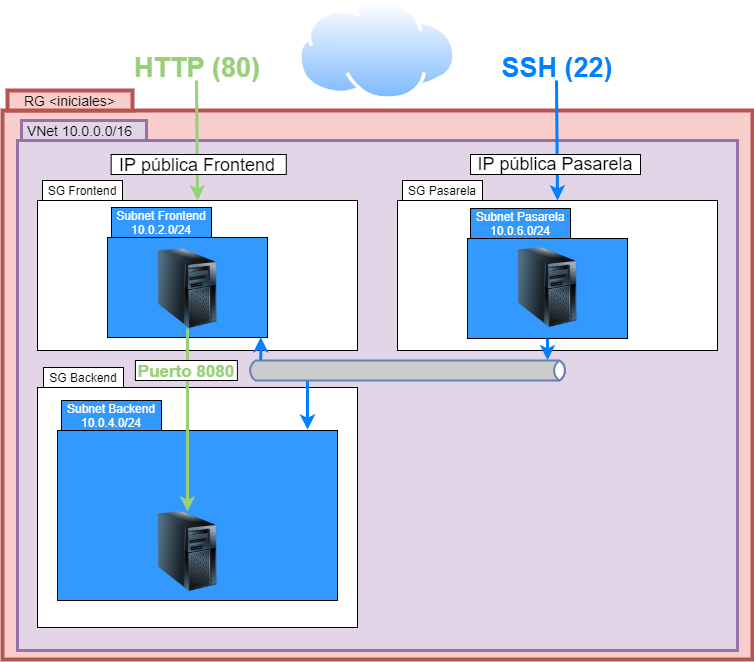 HTTP (80)
SSH (22)
RG <iniciales>
VNet 10.0.0.0/16
IP pública Frontend
IP pública Pasarela
SG Frontend
SG Pasarela
Subnet Frontend
10.0.2.0/24
Subnet Pasarela
10.0.6.0/24
Puerto 8080
SG Backend
Subnet Backend
10.0.4.0/24